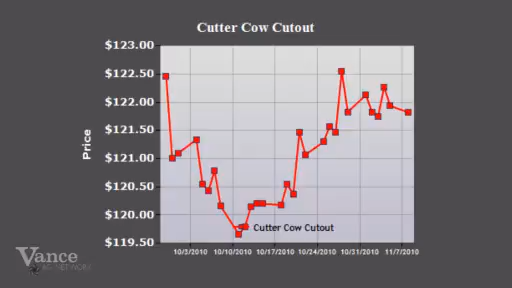 Cutter Cow Cutout
$123.00
$122.50
$122.00
$121.50
$121.00
$120.50
$120.00
$119.50
Price
Cutter Cow Cutout
10/3/2010 10/10/2010 10/17/2010 10/24/2010 10/31/2010 11/7/2010
Vance
NETWORK